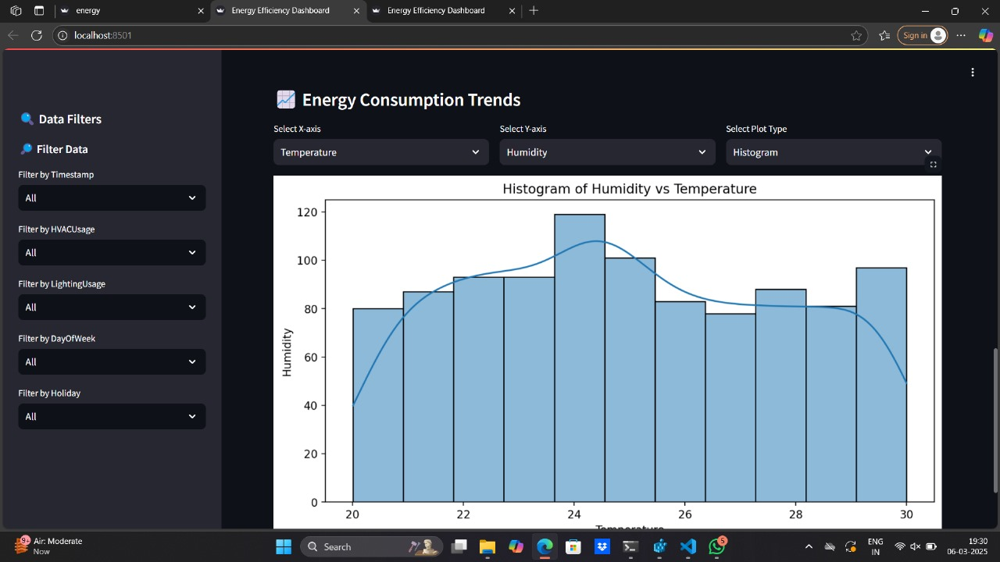 energy
Energy Efficiency Dashboard
Energy Efficiency Dashboard
localhost:8501
Sign in
Data Filters
Filter Data
Filter by Timestamp
All
Filter by HVACUsage
All
Filter by LightingUsage
All
Filter by DayOfWeek
All
Filter by Holiday
All
Energy Consumption Trends
Select X-axis
Temperature
Select Y-axis
Humidity
Select Plot Type
Histogram
Histogram of Humidity vs Temperature
Humidity
120
100
80
60
40
20
0
20 22 24 26 28 30
Temperature
9+
Air: Moderate
Now
Search
5
ENG
IN
19:30
06-03-2025